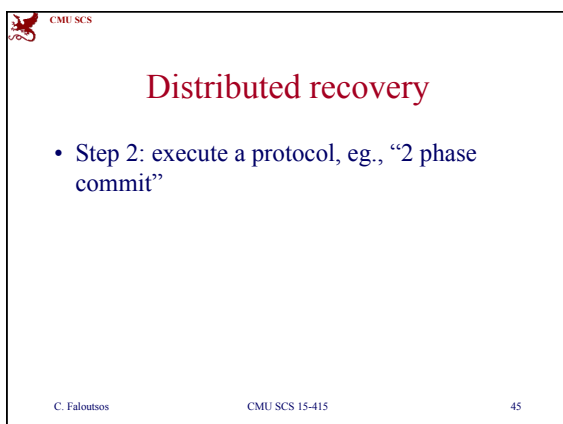 CMU SCS
Distributed recovery
• Step 2: execute a protocol, eg., “2 phase
commit”
C. Faloutsos CMU SCS 15-415 45